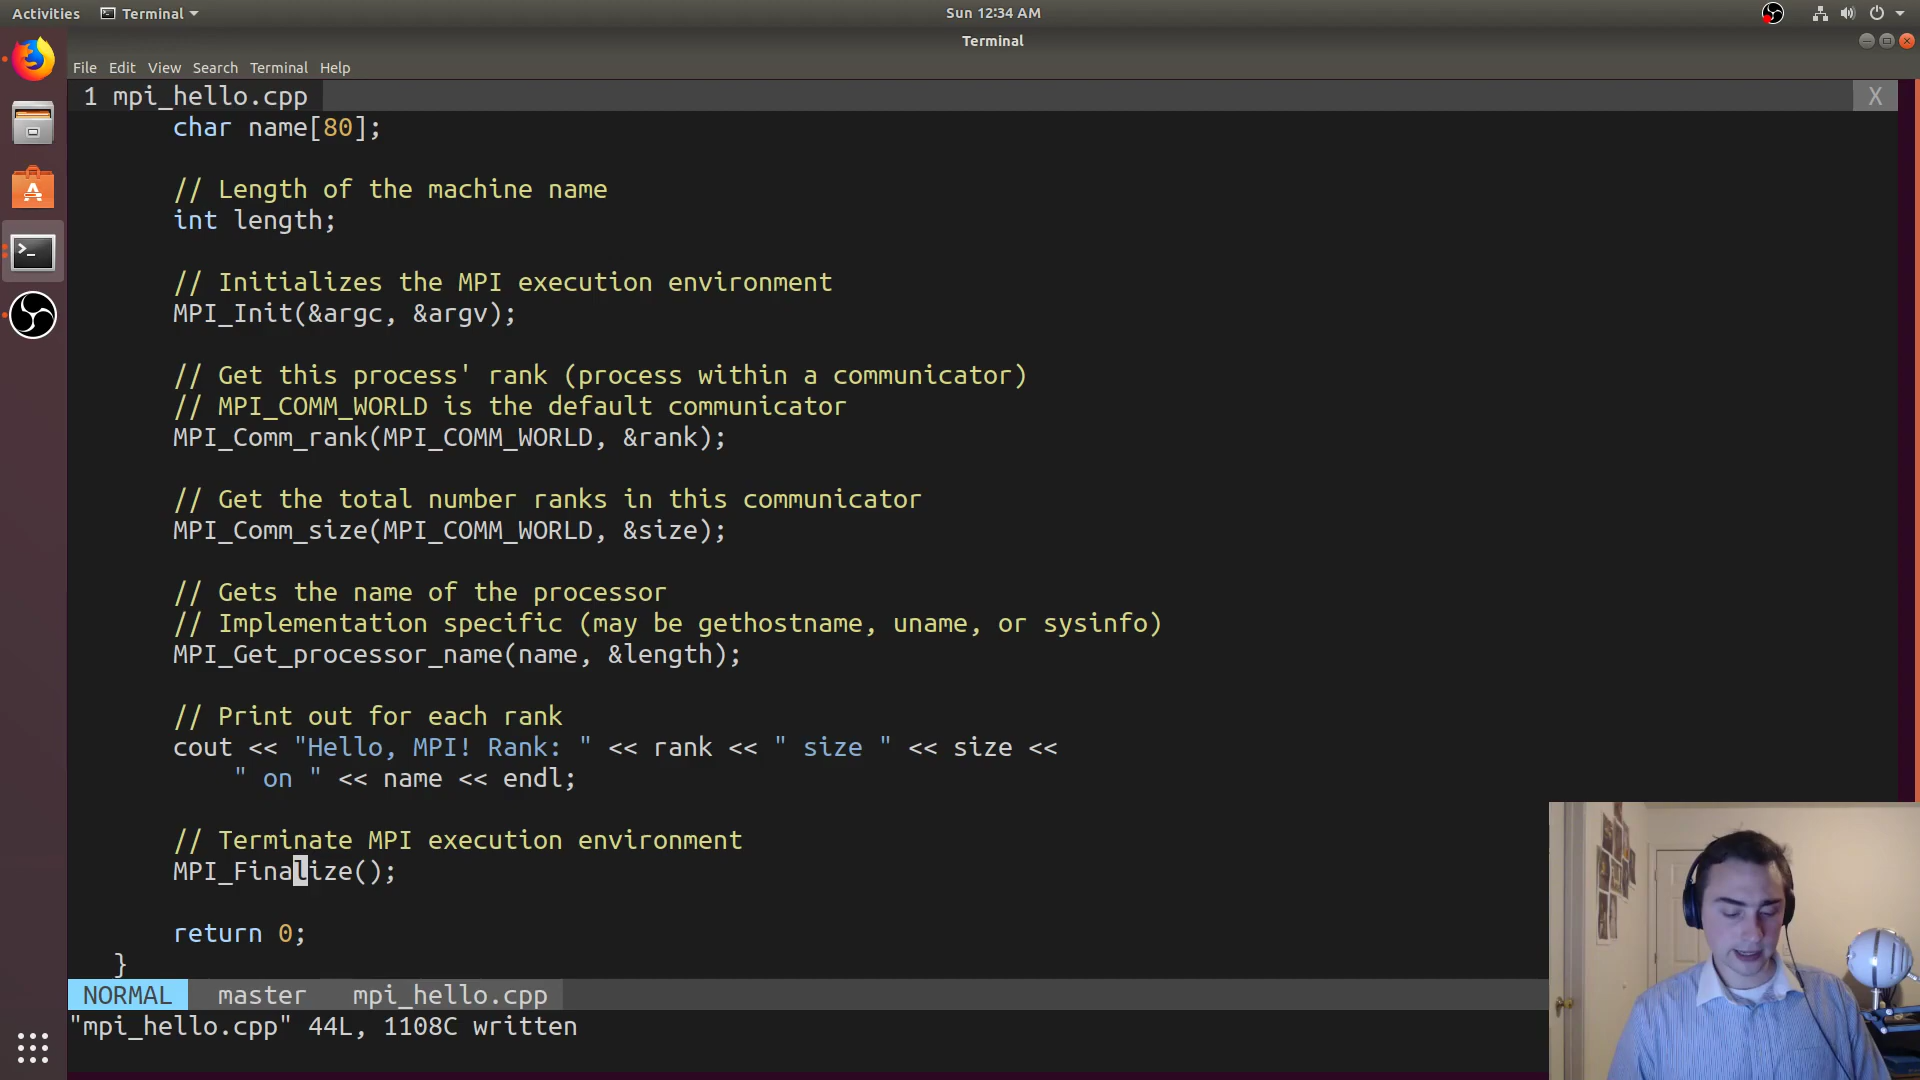 Activities Terminal Sun 12:34 AM
Terminal
File Edit View Search Terminal Help
1 mpi_hello.cpp X
char name[80];
// Length of the machine name
int length;
// Initializes the MPI execution environment
MPI_Init(&argc, &argv);
// Get this process' rank (process within a communicator)
// MPI_COMM_WORLD is the default communicator
MPI_Comm_rank(MPI_COMM_WORLD, &rank);
// Get the total number ranks in this communicator
MPI_Comm_size(MPI_COMM_WORLD, &size);
// Gets the name of the processor
// Implementation specific (may be gethostname, uname, or sysinfo)
MPI_Get_processor_name(name, &length);
// Print out for each rank
cout << "Hello, MPI! Rank: " << rank << " size " << size <<
" on " << name << endl;
// Terminate MPI execution environment
MPI_Finalize();
return 0;
}
NORMAL master mpi_hello.cpp
"mpi_hello.cpp" 44L, 1108C written